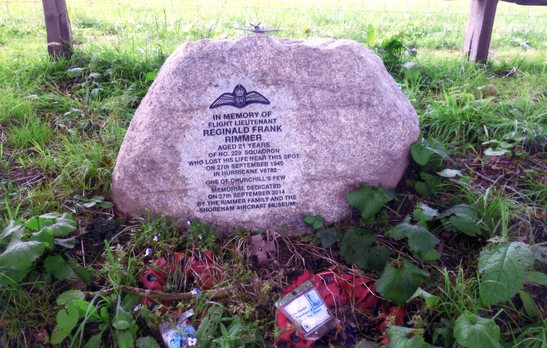 IN MEMORY OF
FLIGHT LIEUTENANT
REGINALD FRANK
RIMMER
AGED 21 YEARS
OF NO. 229 SQUADRON
WHO LOST HIS LIFE NEAR THIS SPOT
ON 27th SEPTEMBER 1940
IN HURRICANE V6782
ONE OF CHURCHILL'S FEW
MEMORIAL DEDICATED
ON 27th SEPTEMBER 2014
BY THE RIMMER FAMILY AND THE
SHOREHAM AIRCRAFT MUSEUM